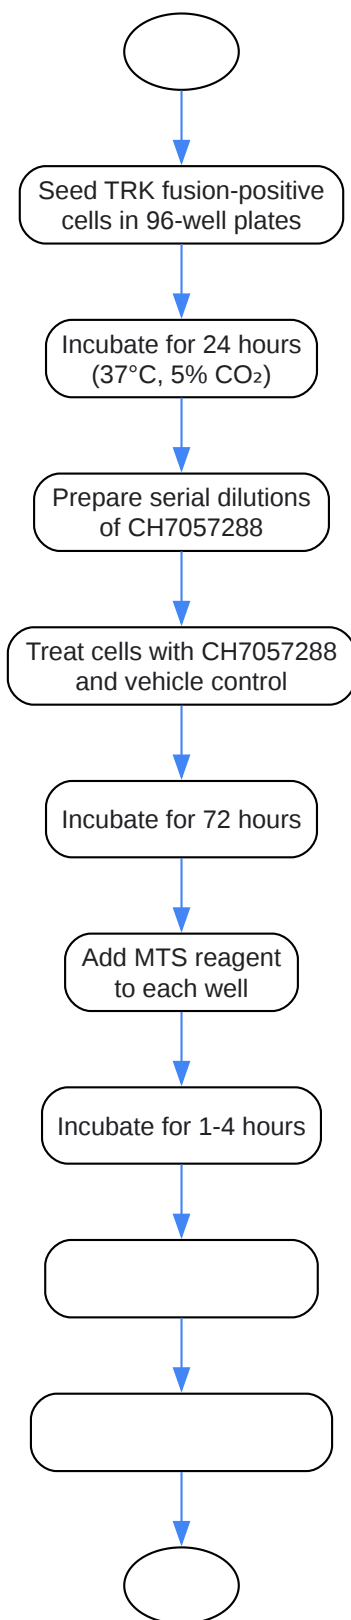 Seed TRK fusion-positive
cells in 96-well plates
Incubate for 24 hours
(37°C, 5% CO₂)
Prepare serial dilutions
of CH7057288
Treat cells with CH7057288
and vehicle control
Incubate for 72 hours
Add MTS reagent
to each well
Incubate for 1-4 hours